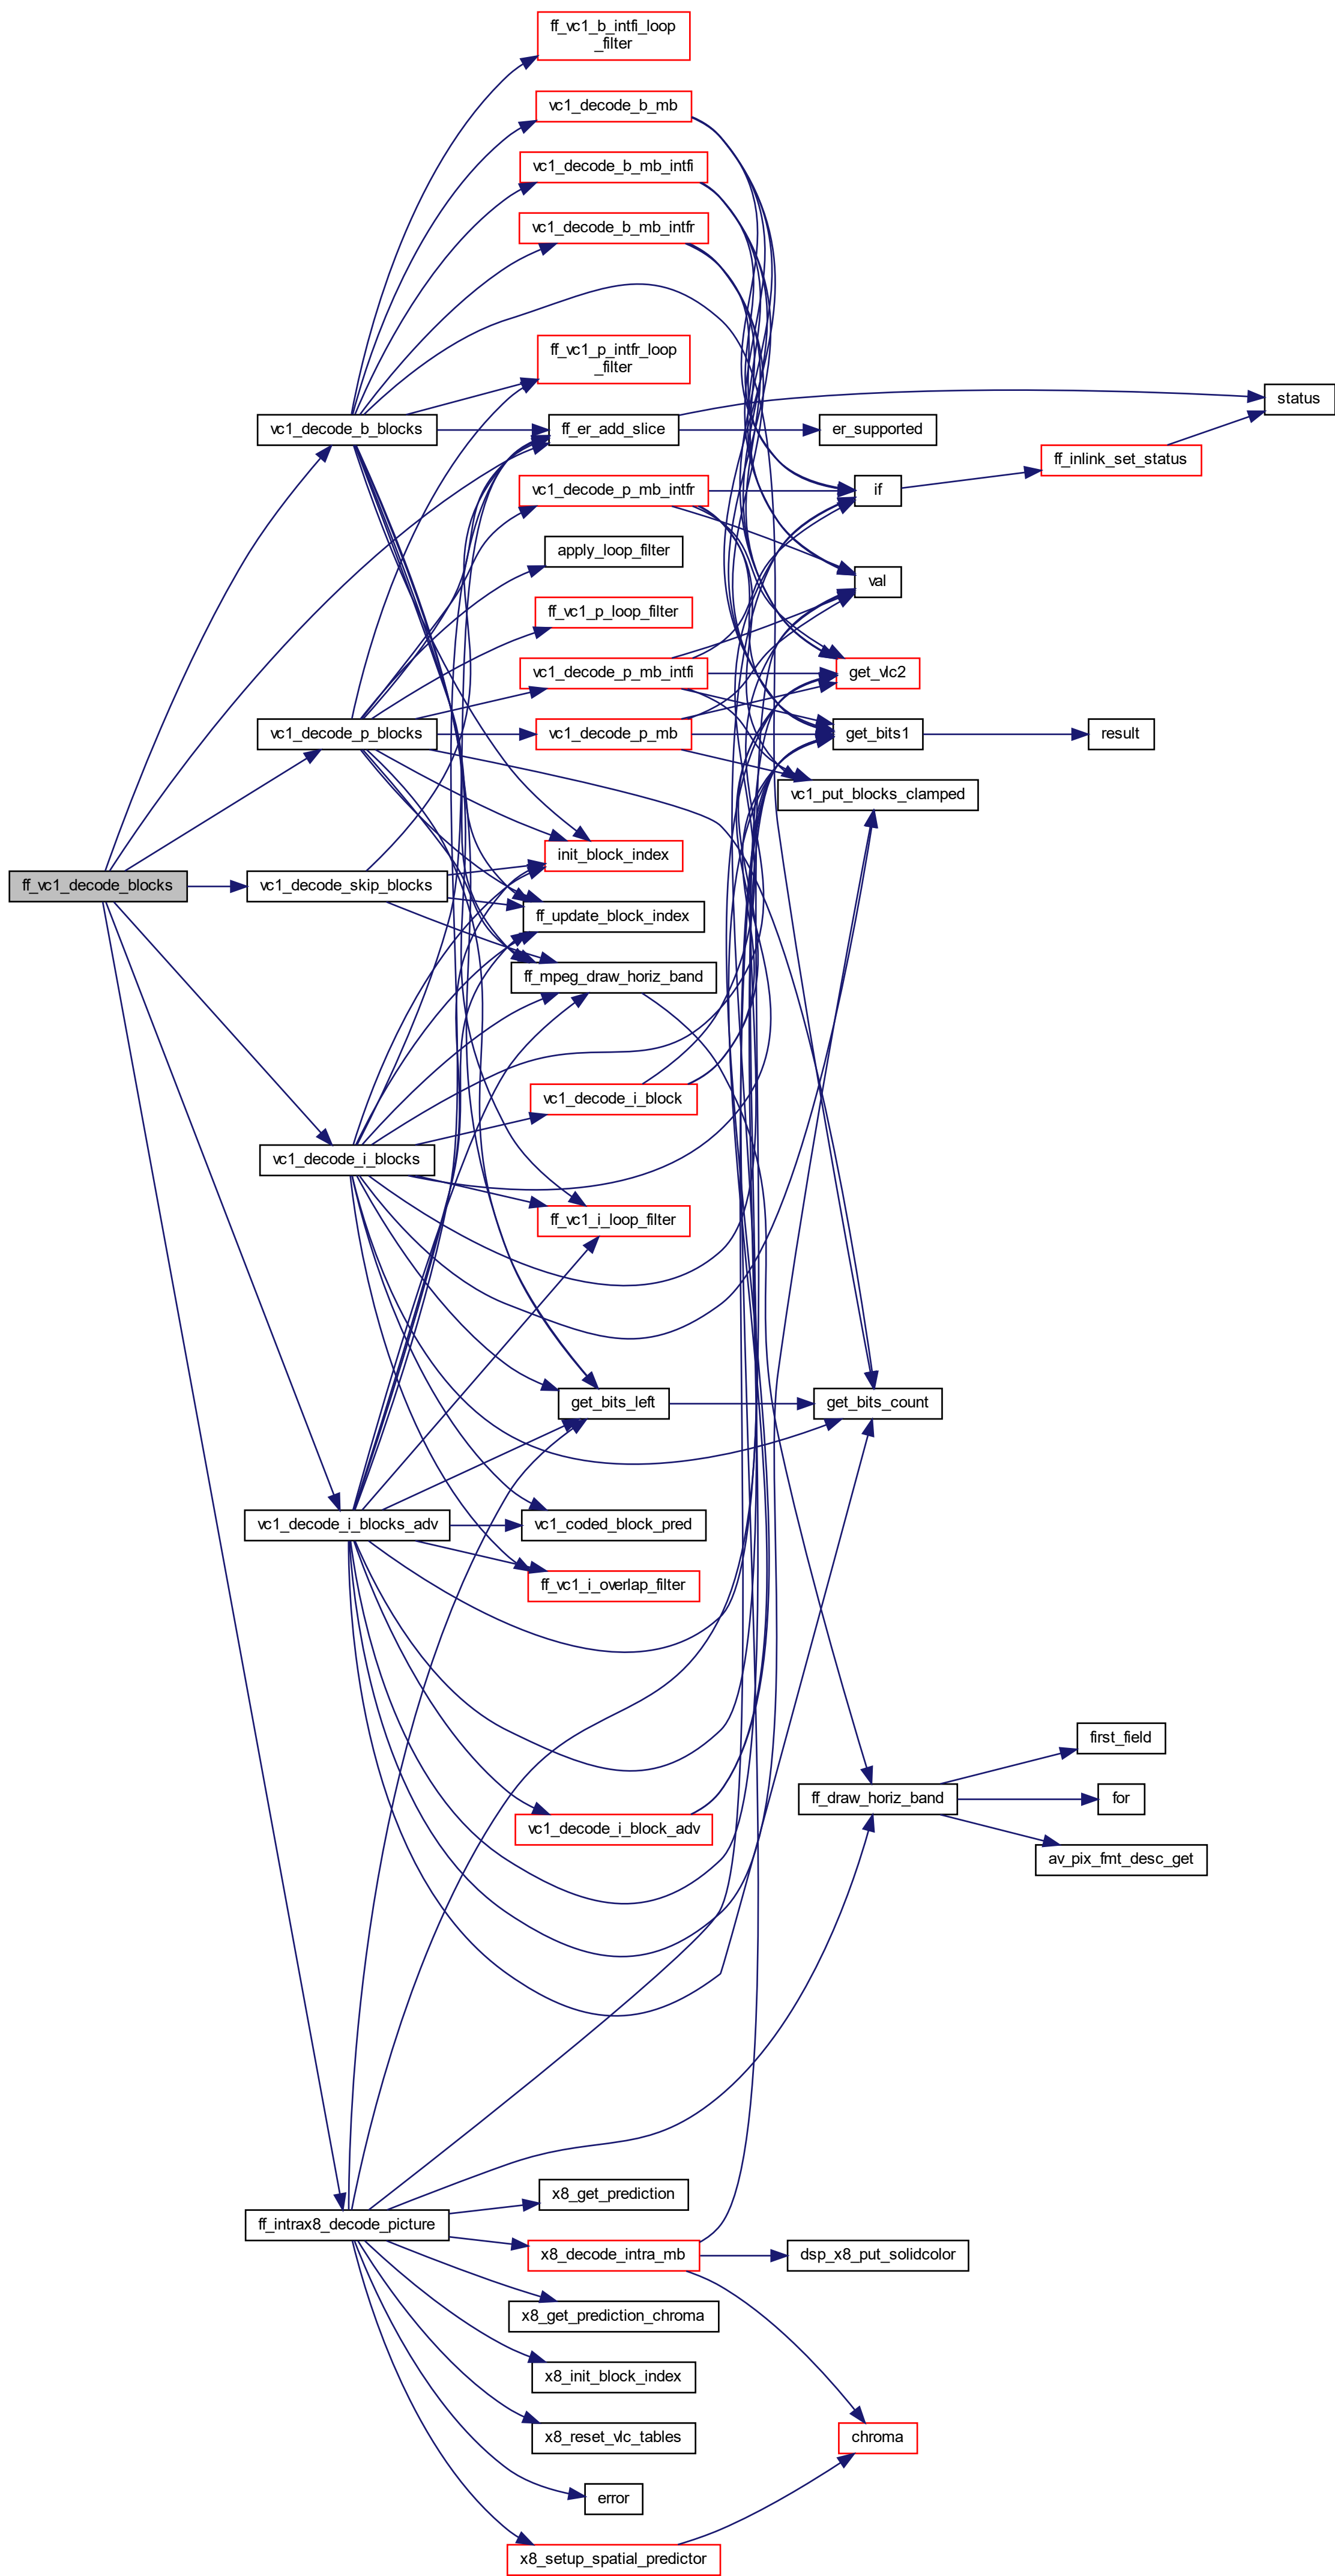 ff_vc1_b_intfi_loop
_filter
vc1_decode_b_mb
vc1_decode_b_mb_intfi
vc1_decode_b_mb_intfr
ff_vc1_p_intfr_loop
_filter
status
vc1_decode_b_blocks
ff_er_add_slice
er_supported
ff_inlink_set_status
vc1_decode_p_mb_intfr
if
apply_loop_filter
val
ff_vc1_p_loop_filter
vc1_decode_p_mb_intfi
get_vlc2
vc1_decode_p_blocks
vc1_decode_p_mb
get_bits1
result
vc1_put_blocks_clamped
init_block_index
ff_vc1_decode_blocks
vc1_decode_skip_blocks
ff_update_block_index
ff_mpeg_draw_horiz_band
vc1_decode_i_block
vc1_decode_i_blocks
ff_vc1_i_loop_filter
get_bits_left
get_bits_count
vc1_decode_i_blocks_adv
vc1_coded_block_pred
ff_vc1_i_overlap_filter
first_field
ff_draw_horiz_band
for
vc1_decode_i_block_adv
av_pix_fmt_desc_get
x8_get_prediction
ff_intrax8_decode_picture
x8_decode_intra_mb
dsp_x8_put_solidcolor
x8_get_prediction_chroma
x8_init_block_index
x8_reset_vlc_tables
chroma
error
x8_setup_spatial_predictor